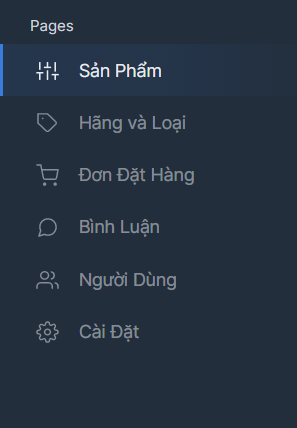 Pages
Sản Phẩm
Hãng và Loại
Đơn Đặt Hàng
Bình Luận
Người Dùng
Cài Đặt